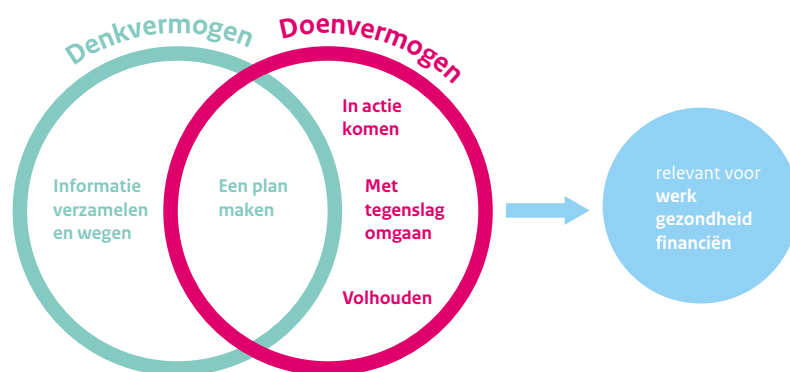 Denkvermogen
Doenvermogen
Informatie
verzamelen
en wegen
Een plan
maken
In actie
komen
Met
tegenslag
omgaan
Volhouden
relevant voor
werk
gezondheid
financiën